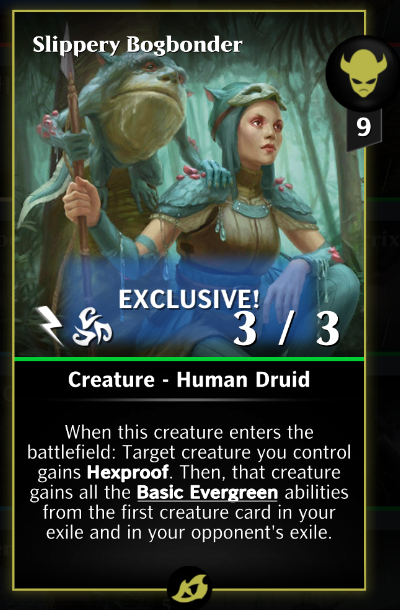 Slippery Bogbonder
9
EXCLUSIVE!
3 / 3
Creature - Human Druid
When this creature enters the
battlefield: Target creature you control
gains Hexproof. Then, that creature
gains all the Basic Evergreen abilities
from the first creature card in your
exile and in your opponent's exile.